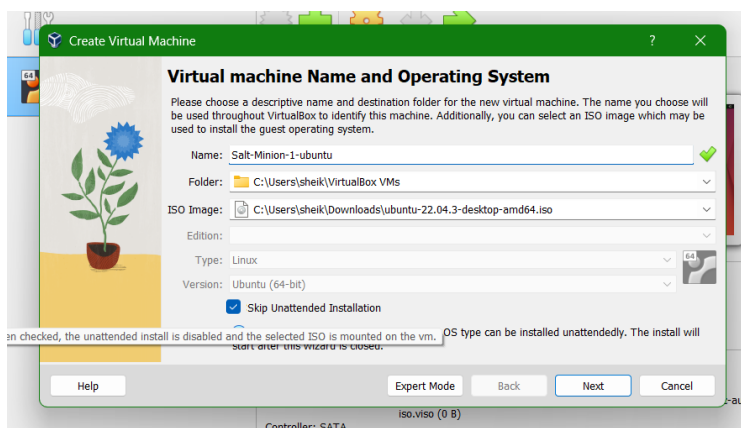 Create Virtual Machine
?
Virtual machine Name and Operating System
Please choose a descriptive name and destination folder for the new virtual machine. The name you choose will
be used throughout VirtualBox to identify this machine. Additionally, you can select an ISO image which may be
used to install the guest operating system.
Name: Salt-Minion-1-ubuntu
Folder: C:\Users\sheik\VirtualBox VMs
ISO Image: C:\Users\sheik\Downloads\ubuntu-22.04.3-desktop-amd64.iso
Edition:
Type: Linux
64
Version: Ubuntu (64-bit)
Skip Unattended Installation
OS type can be installed unattendedly. The install will
en checked, the unattended install is disabled and the selected ISO is mounted on the vm.
start after this wizard is closed.
Help Expert Mode Back Next Cancel
iso.viso (0 B)
Controller: SATA
64